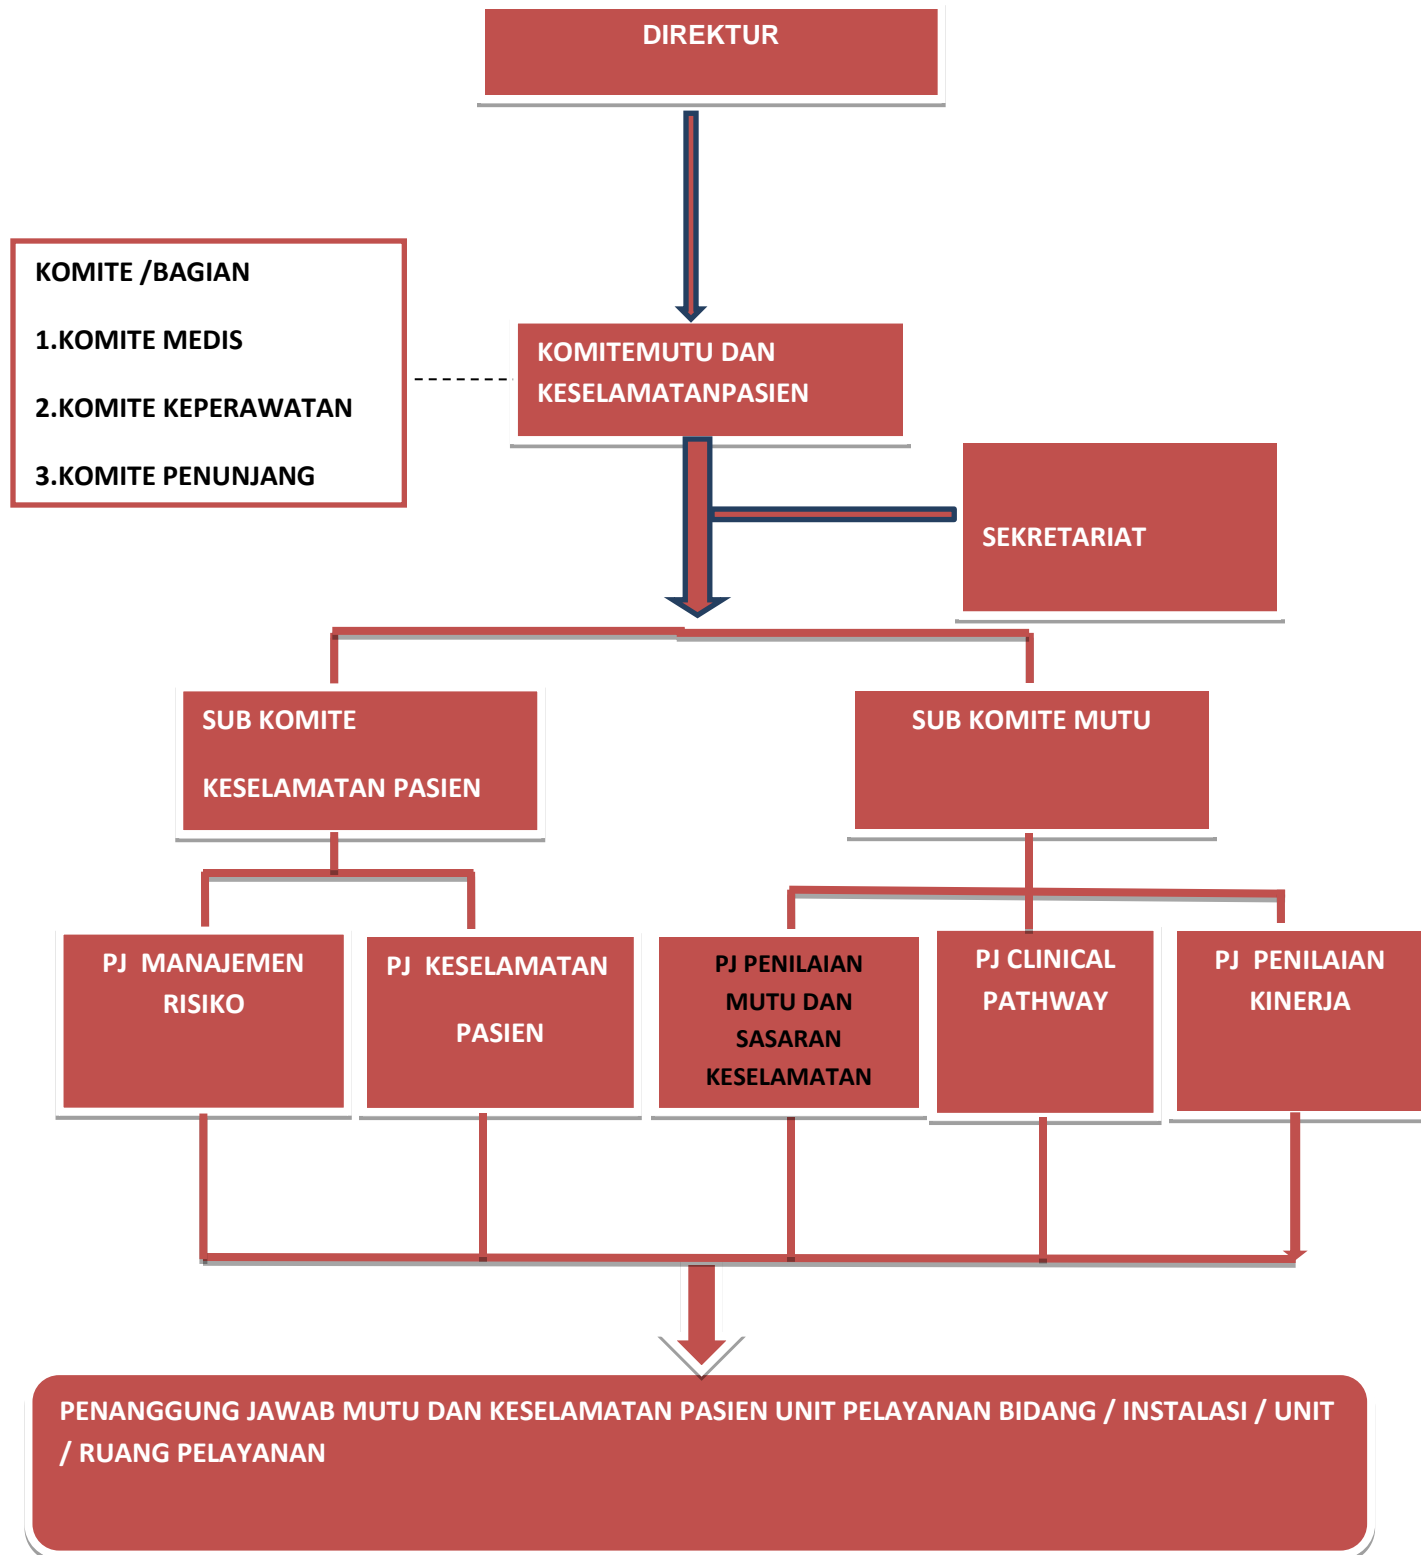 DIREKTUR
KOMITE /BAGIAN
1.KOMITE MEDIS
2.KOMITE KEPERAWATAN
3.KOMITE PENUNJANG
KOMITEMUTU DAN
KESELAMATANPASIEN
SEKRETARIAT
SUB KOMITE
KESELAMATAN PASIEN
SUB KOMITE MUTU
PJ MANAJEMEN
RISIKO
PJ KESELAMATAN
PASIEN
PJ PENILAIAN
MUTU DAN
SASARAN
KESELAMATAN
PJ CLINICAL
PATHWAY
PJ PENILAIAN
KINERJA
PENANGGUNG JAWAB MUTU DAN KESELAMATAN PASIEN UNIT PELAYANAN BIDANG / INSTALASI / UNIT
/ RUANG PELAYANAN